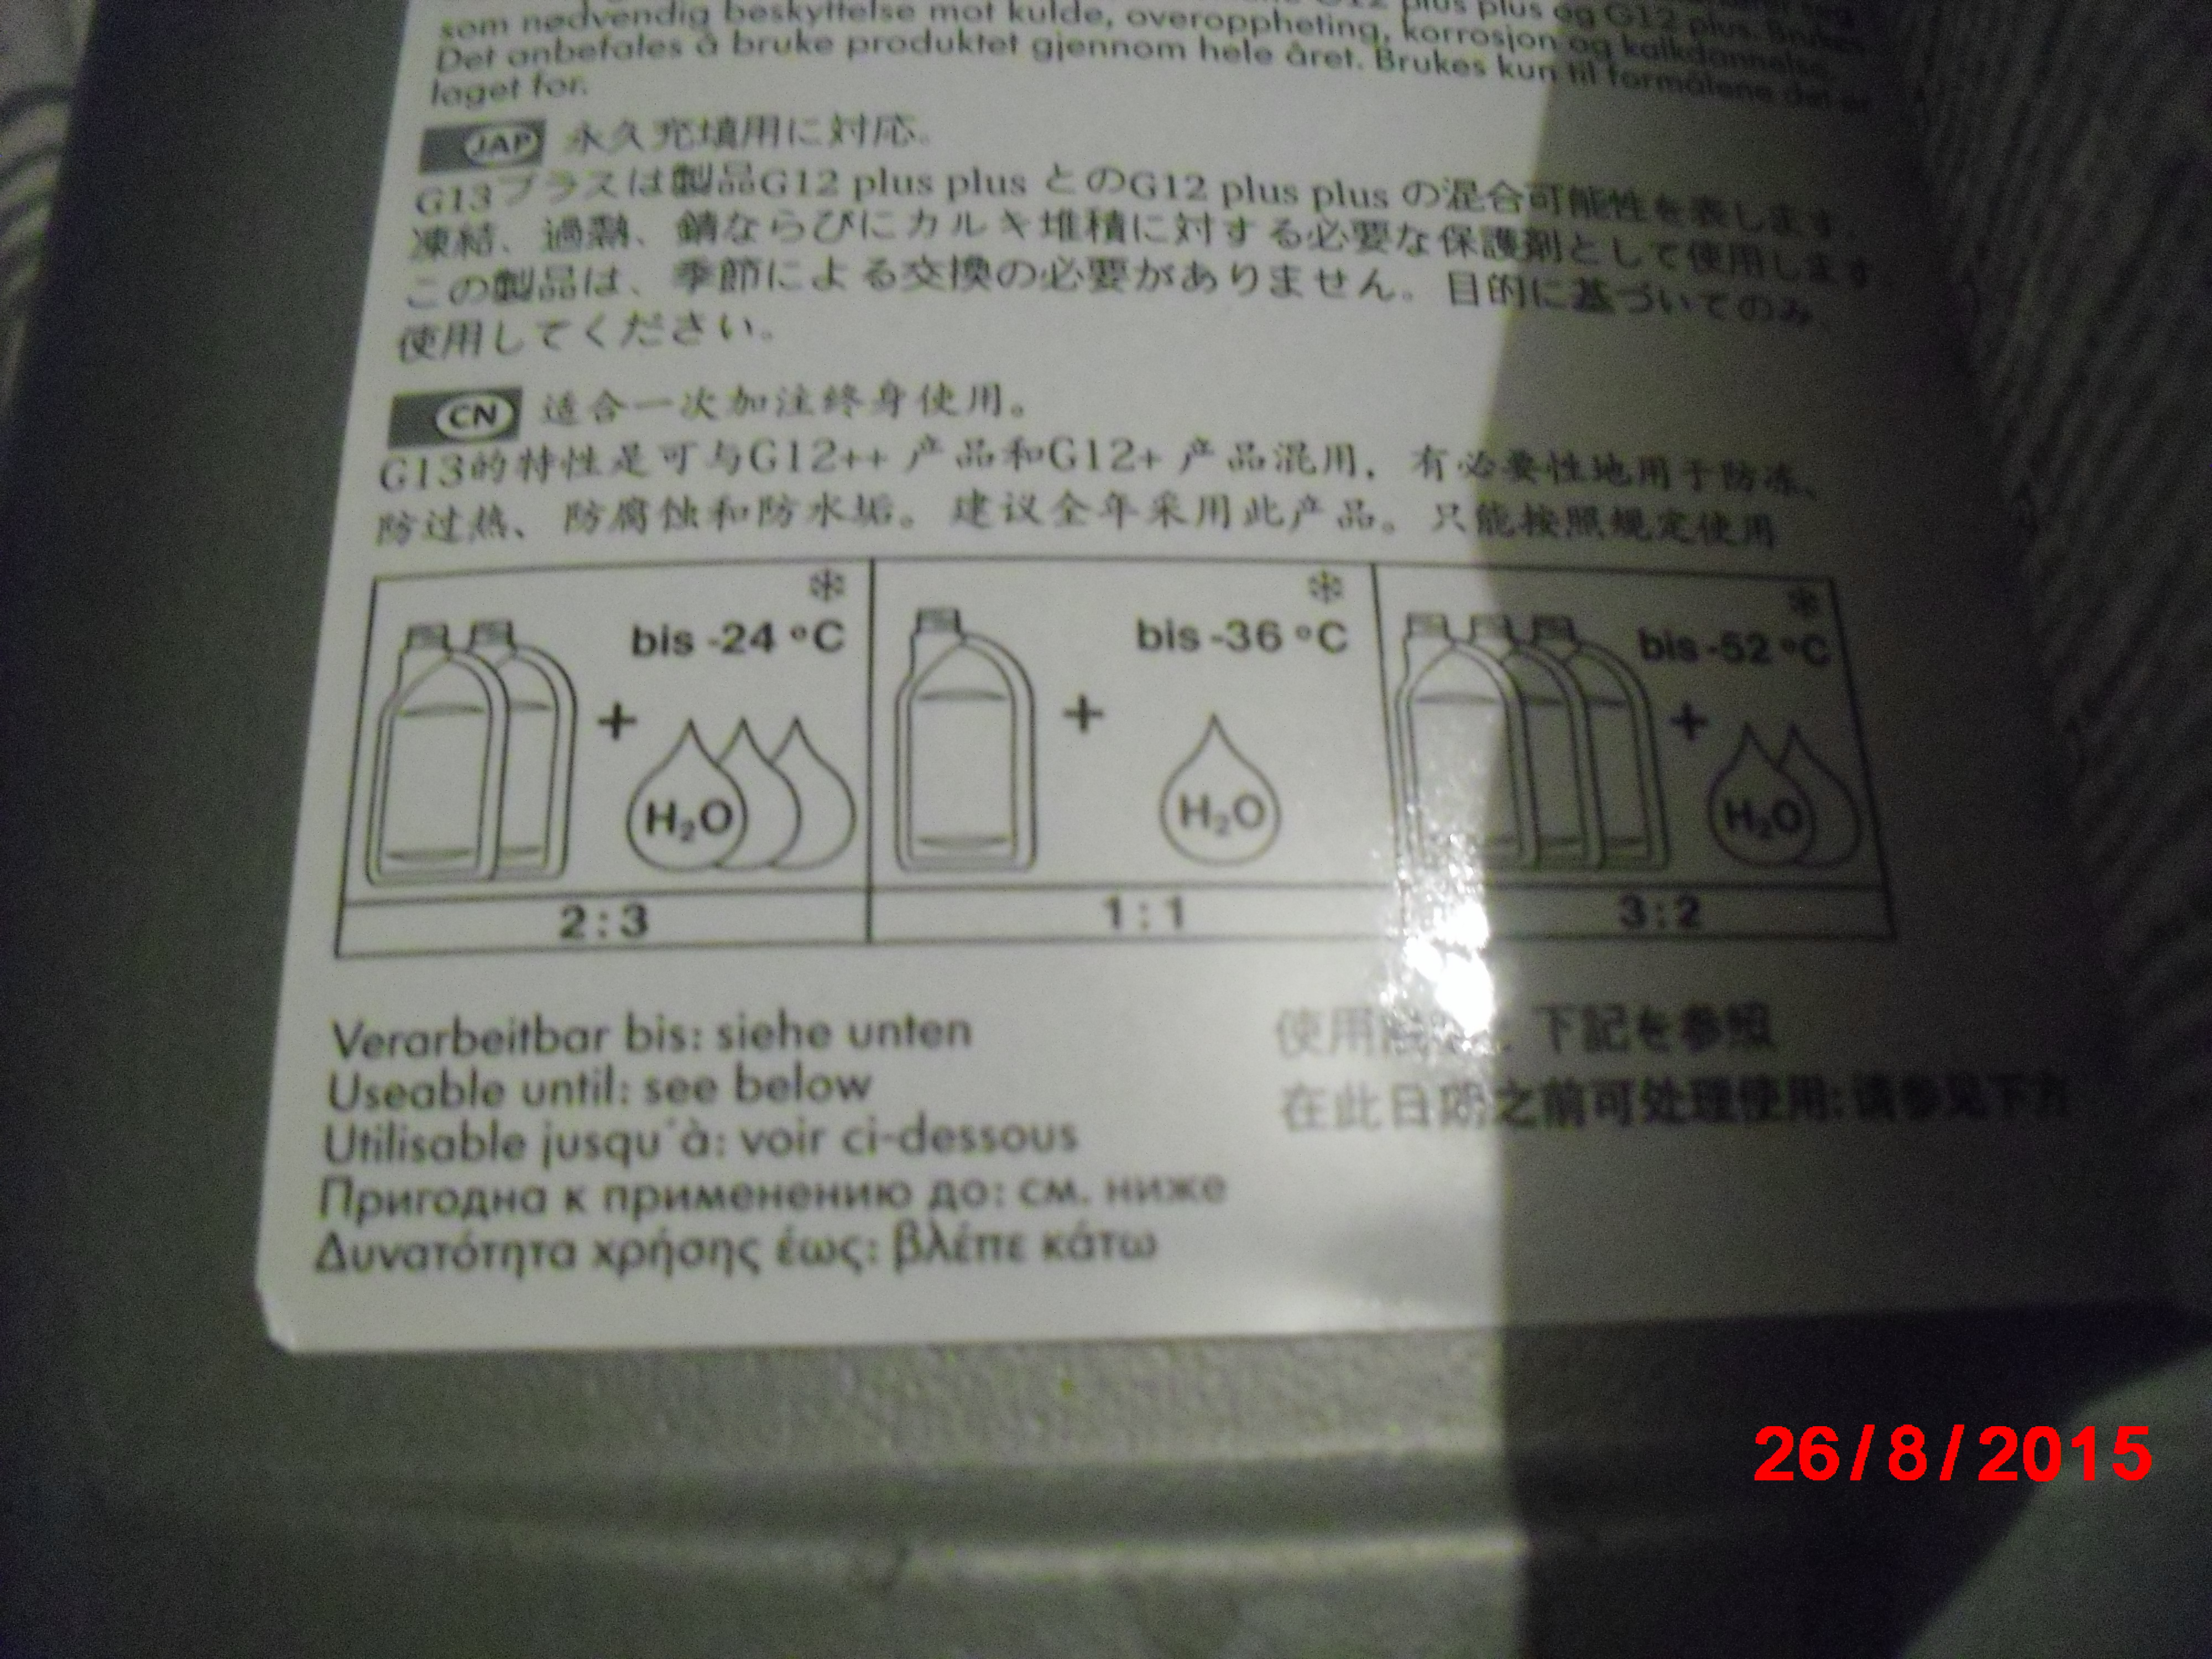 plus plus og G12 plus.
som nødvendig beskyttelse mot kulde, overoppheting, korrosjon og kalkdannelse.
Det anbefales å bruke produktet gjennom hele året. Brukes kun til formålene det er
laget for.
JAP 永久充填用に対応。
G13プラスは製品G12 plus plus とのG12 plus plus の混合可能性を表します
凍結、過熱、錆ならびにカルキ堆積に対する必要な保護剤として使用します
この製品は、季節による交換の必要がありません。目的に基づいてのみ、
使用してください。
CN 适合一次加注终身使用。
G13的特性是可与G12++ 产品和G12+ 产品混用, 有必要性地用于防冻、
防过热、防腐蚀和防水垢。建议全年采用此产品。只能按照规定使用
bis -24 °C
bis -36 °C
bis -52 °C
+ H₂O
+ H₂O
+ H₂O
2:3
1:1
3:2
Verarbeitbar bis: siehe unten
Useable until: see below
Utilisable jusqu'à: voir ci-dessous
Пригодна к применению до: см. ниже
Δυνατότητα χρήσης έως: βλέπε κάτω
使用 下記を参照
在此日期之前可处理使用:请参见下方
26/8/2015